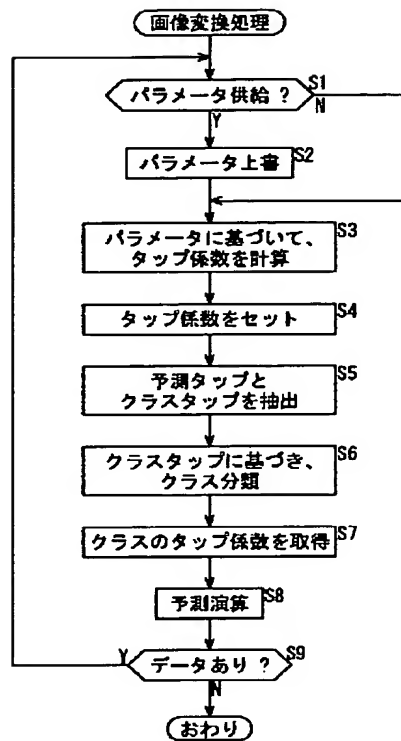 画像変換処理
パラメータ供給 ?
S1
N
Y
パラメータ上書
S2
パラメータに基づいて、
タップ係数を計算
S3
タップ係数をセット
S4
予測タップと
クラスタップを抽出
S5
クラスタップに基づき、
クラス分類
S6
クラスのタップ係数を取得
S7
予測演算
S8
Y
データあり ?
S9
N
おわり